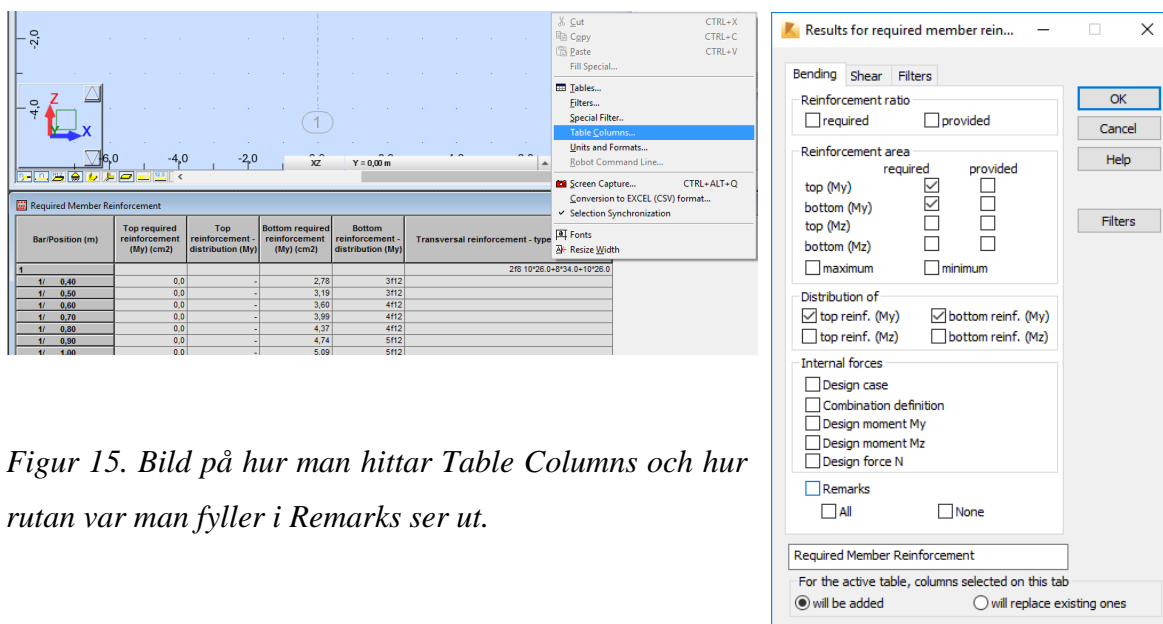 -2,0
-4,0
Z
X
Y
1
-6,0 -4,0 -2,0
XZ Y = 0,00 m
Cut CTRL+X
Copy CTRL+C
Paste CTRL+V
Fill Special...
Tables...
Filters...
Special Filter..
Table Columns...
Units and Formats...
Robot Command Line...
Screen Capture... CTRL+ALT+Q
Conversion to EXCEL (CSV) format...
Selection Synchronization
Fonts
Resize Width
Required Member Reinforcement
Bar/Position (m)
Top required reinforcement (My) (cm2)
Top reinforcement - distribution (My)
Bottom required reinforcement (My) (cm2)
Bottom reinforcement - distribution (My)
Transversal reinforcement - type
1 2f8 10*26.0+8*34.0+10*26.0
1/ 0,40 0,0 - 2,78 3f12
1/ 0,50 0,0 - 3,19 3f12
1/ 0,60 0,0 - 3,60 4f12
1/ 0,70 0,0 - 3,99 4f12
1/ 0,80 0,0 - 4,37 4f12
1/ 0,90 0,0 - 4,74 5f12
1/ 1,00 0,0 - 5,09 5f12
Figur 15. Bild på hur man hittar Table Columns och hur
rutan var man fyller i Remarks ser ut.
Results for required member rein...
Bending Shear Filters
Reinforcement ratio
required provided
Reinforcement area
required provided
top (My)
bottom (My)
top (Mz)
bottom (Mz)
maximum minimum
Distribution of
top reinf. (My) bottom reinf. (My)
top reinf. (Mz) bottom reinf. (Mz)
Internal forces
Design case
Combination definition
Design moment My
Design moment Mz
Design force N
Remarks
All None
OK
Cancel
Help
Filters
Required Member Reinforcement
For the active table, columns selected on this tab
will be added will replace existing ones